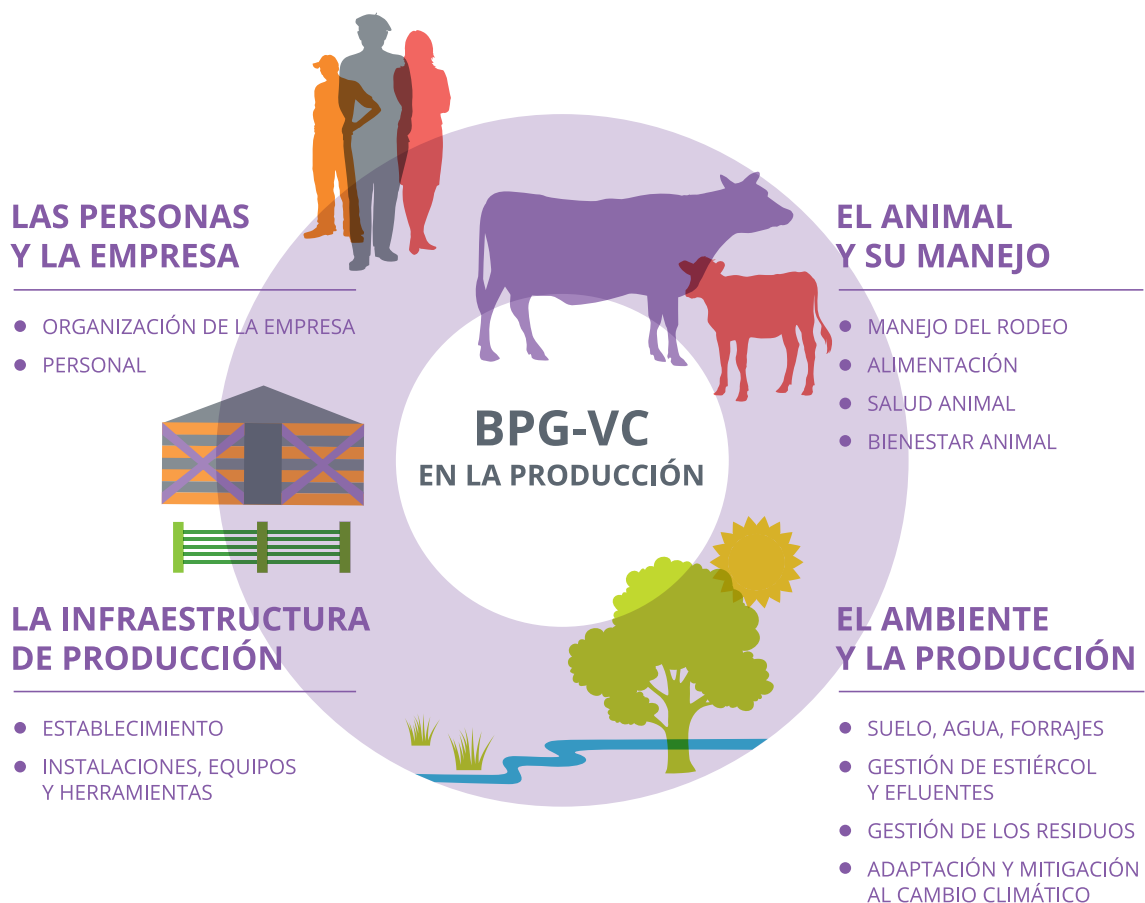 LAS PERSONAS
Y LA EMPRESA
ORGANIZACIÓN DE LA EMPRESA
PERSONAL
EL ANIMAL
Y SU MANEJO
MANEJO DEL RODEO
ALIMENTACIÓN
SALUD ANIMAL
BIENESTAR ANIMAL
BPG-VC
EN LA PRODUCCIÓN
LA INFRAESTRUCTURA
DE PRODUCCIÓN
ESTABLECIMIENTO
INSTALACIONES, EQUIPOS
Y HERRAMIENTAS
EL AMBIENTE
Y LA PRODUCCIÓN
SUELO, AGUA, FORRAJES
GESTIÓN DE ESTIÉRCOL
Y EFLUENTES
GESTIÓN DE LOS RESIDUOS
ADAPTACIÓN Y MITIGACIÓN
AL CAMBIO CLIMÁTICO